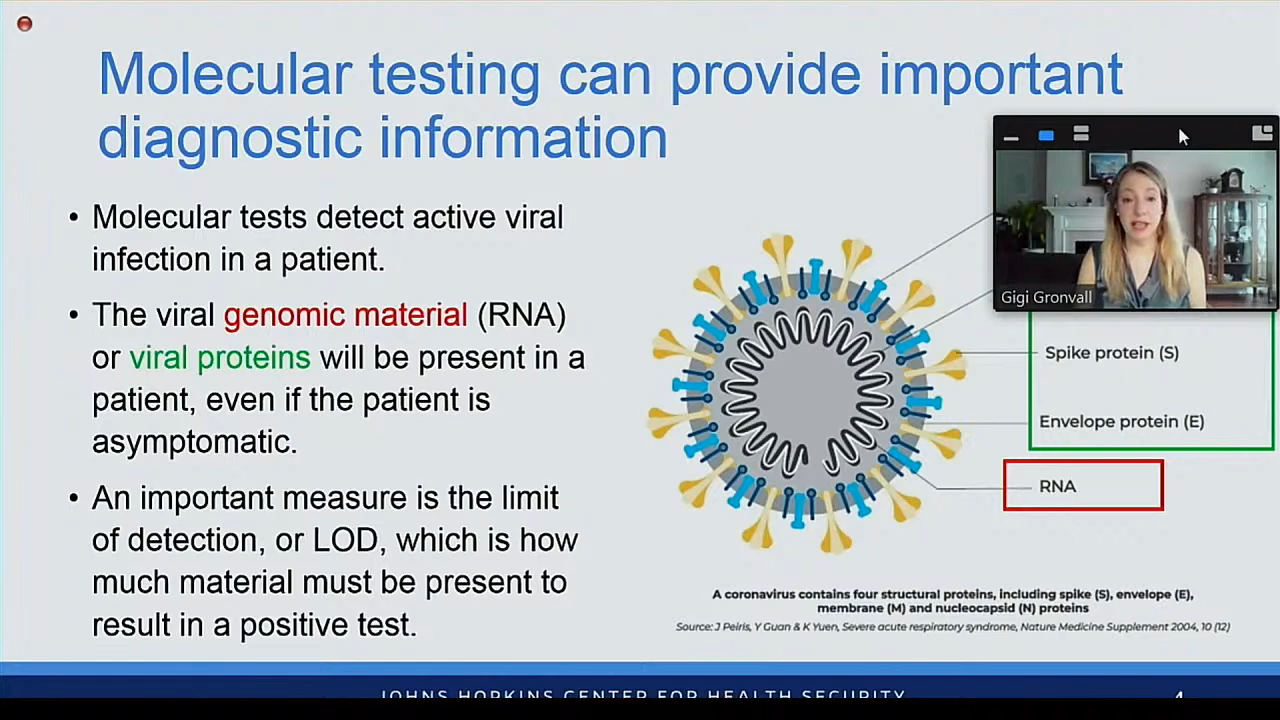 Molecular testing can provide important
diagnostic information
• Molecular tests detect active viral
infection in a patient.
• The viral genomic material (RNA)
or viral proteins will be present in a
patient, even if the patient is
asymptomatic.
• An important measure is the limit
of detection, or LOD, which is how
much material must be present to
result in a positive test.
Gigi Gronvall
Spike protein (S)
Envelope protein (E)
RNA
A coronavirus contains four structural proteins, including spike (S), envelope (E),
membrane (M) and nucleocapsid (N) proteins
Source: J Peiris, Y Guan & K Yuen, Severe acute respiratory syndrome, Nature Medicine Supplement 2004, 10 (12)
JOHNS HOPKINS CENTER FOR HEALTH SECURITY
4